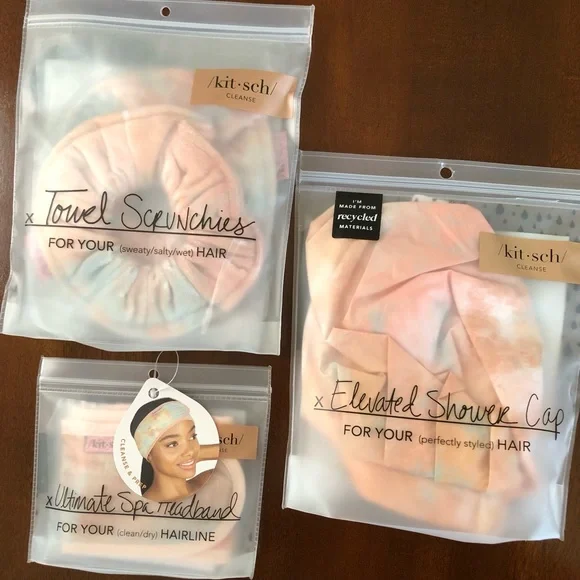 /kit·sch/
CLEANSE
x Towel Scrunchies
FOR YOUR (sweaty/salty/wet) HAIR
I'M
MADE FROM
recycled
MATERIALS
/kit·sch/
CLEANSE
x Elevated Shower Cap
FOR YOUR (perfectly styled) HAIR
CLEANSE &
x Ultimate Spa Headband
FOR YOUR (clean/dry) HAIRLINE